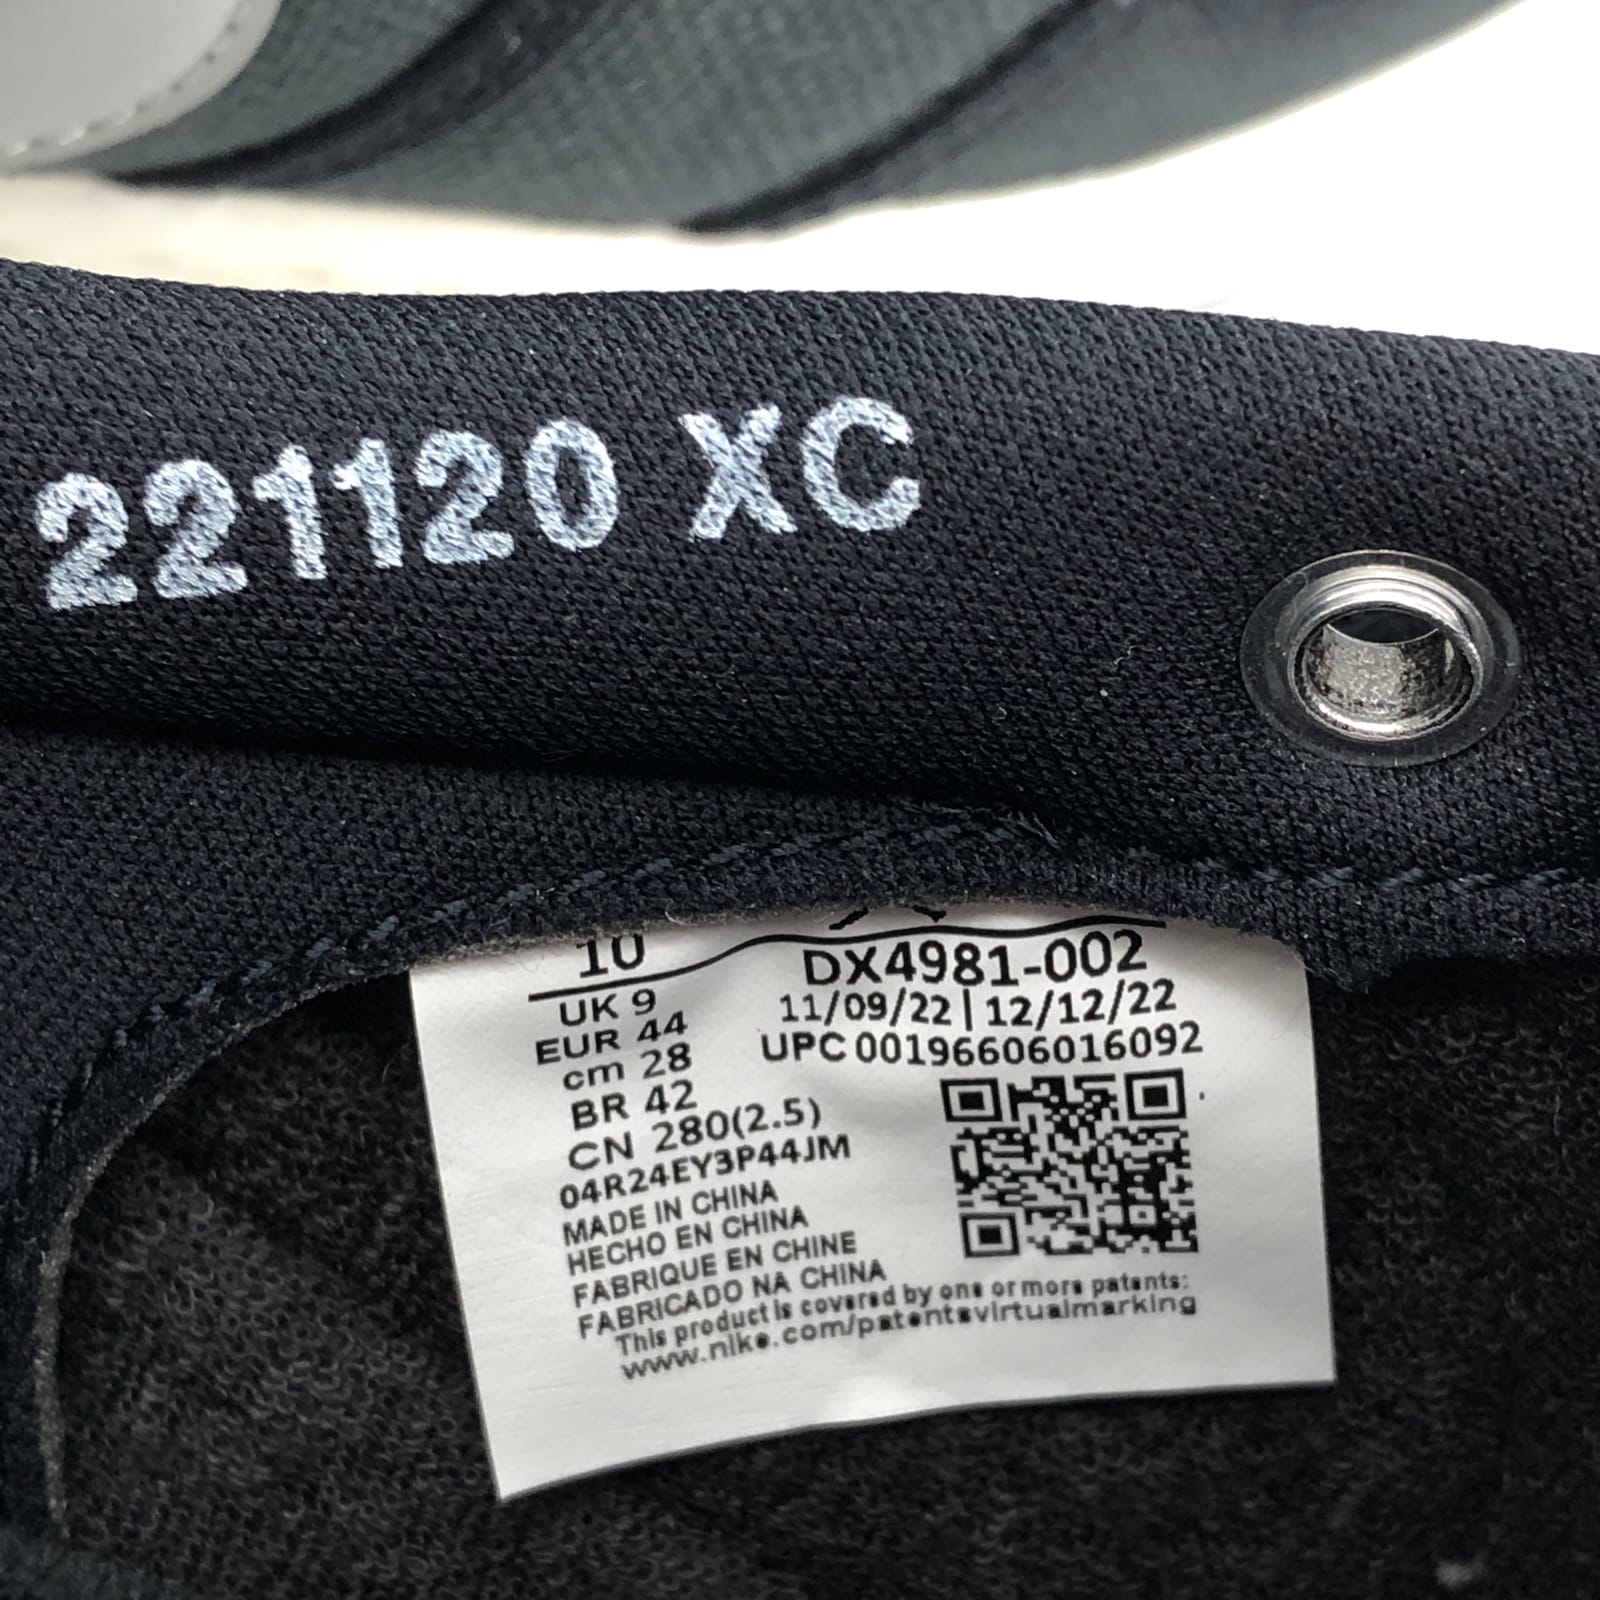 221120 XC
10
UK 9
EUR 44
cm 28
BR 42
CN 280(2.5)
04R24EY3P44JM
MADE IN CHINA
HECHO EN CHINA
FABRIQUE EN CHINE
FABRICADO NA CHINA
DX4981-002
11/09/22 | 12/12/22
UPC 00196606016092
This product is covered by one or more patents:
www.nike.com/patentsvirtualmarking